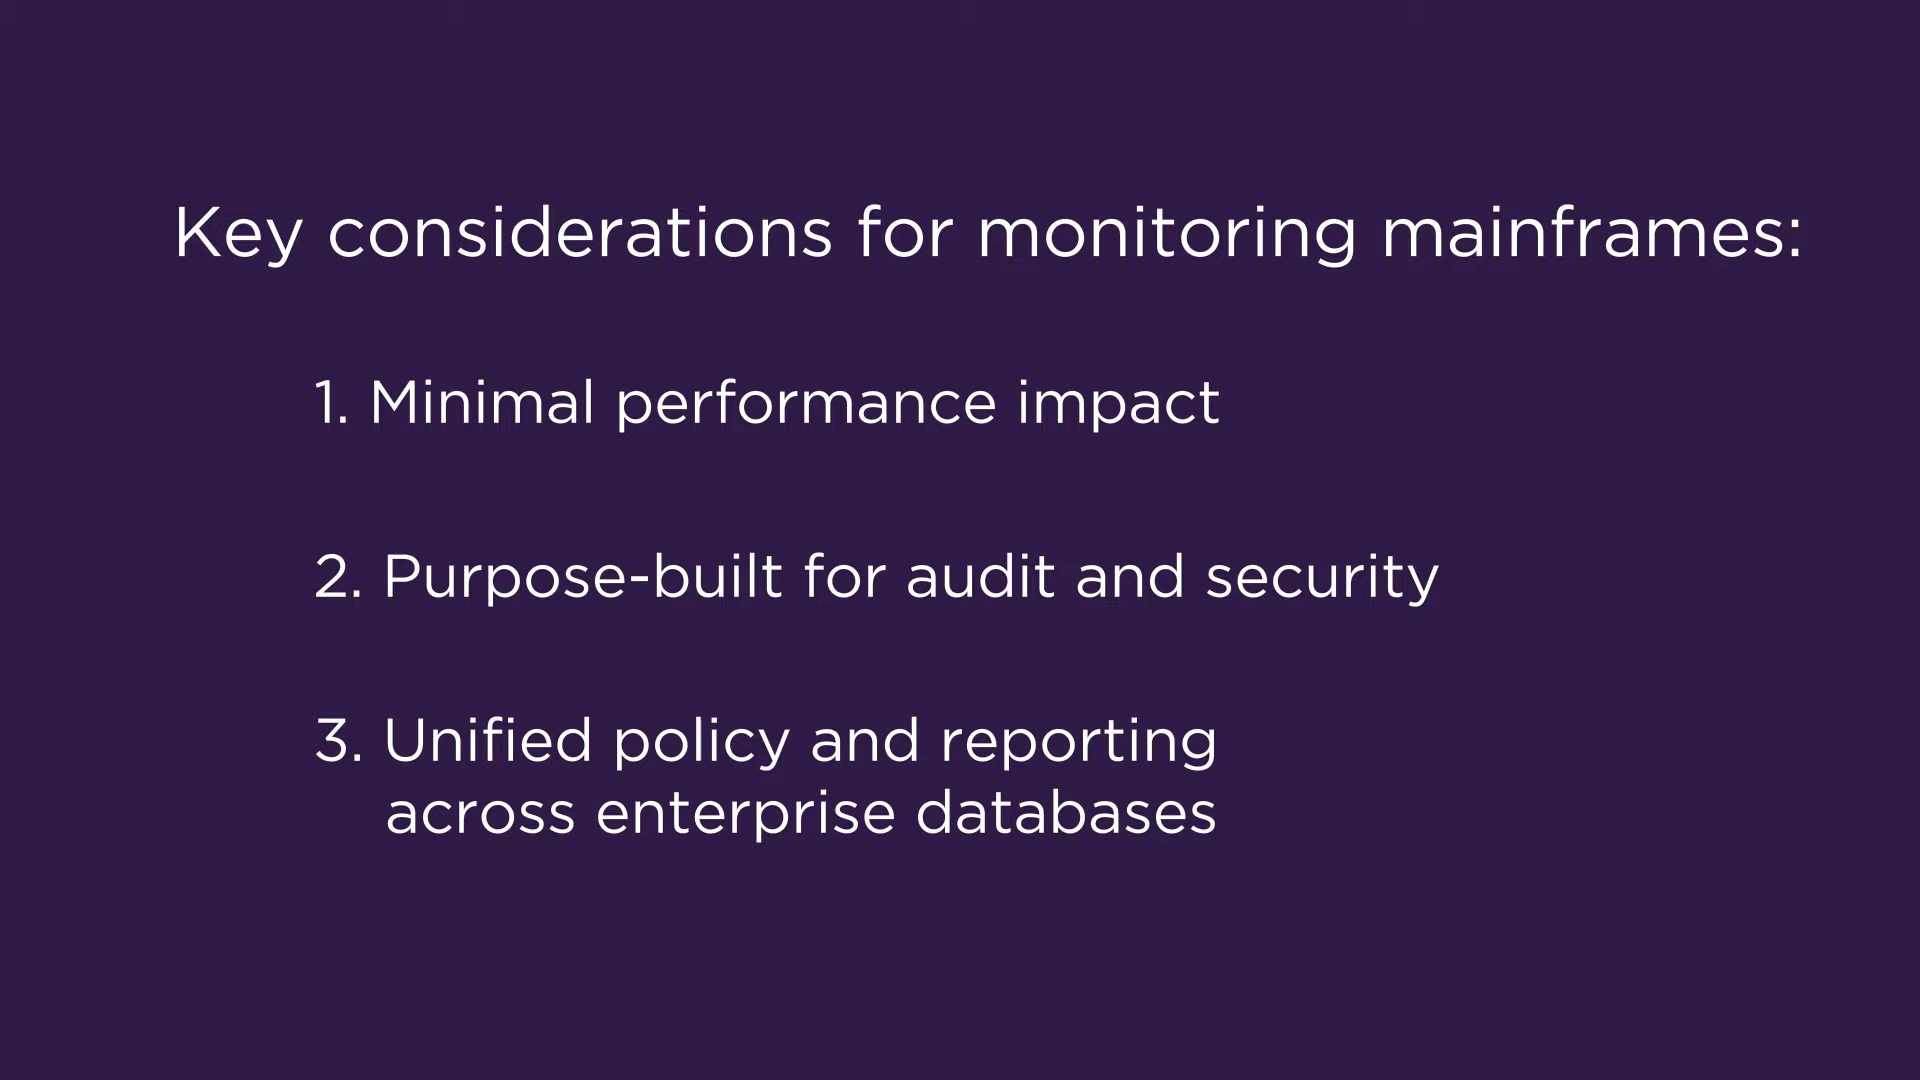 Key considerations for monitoring mainframes:
1. Minimal performance impact
2. Purpose-built for audit and security
3. Unified policy and reporting
across enterprise databases